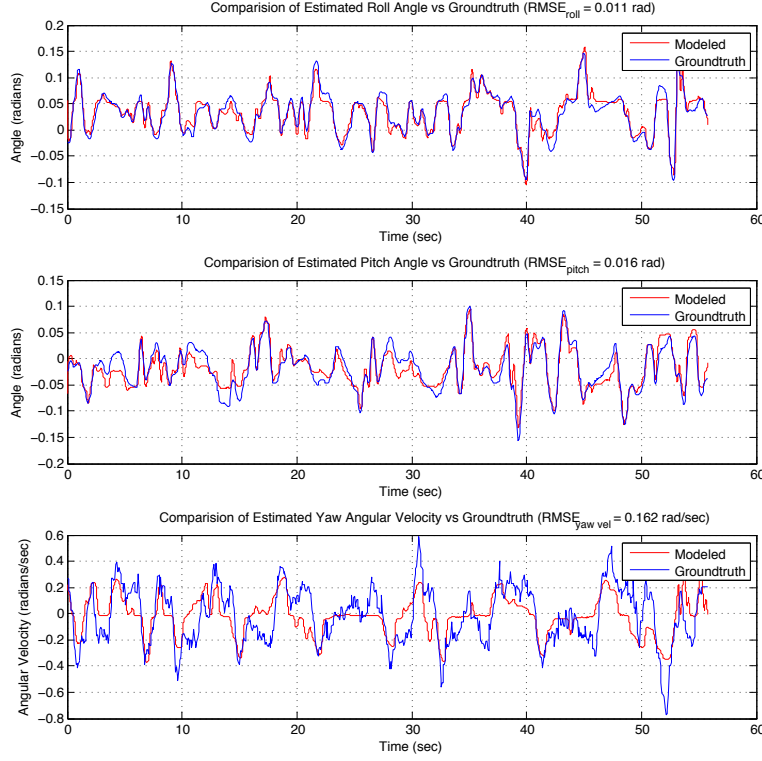 Comparision of Estimated Roll Angle vs Groundtruth (RMSE_roll = 0.011 rad)
0.2
0.15
0.1
0.05
0
−0.05
−0.1
−0.15
Angle (radians)
Modeled
Groundtruth
0 10 20 30 40 50 60
Time (sec)
Comparision of Estimated Pitch Angle vs Groundtruth (RMSE_pitch = 0.016 rad)
0.15
0.1
0.05
0
−0.05
−0.1
−0.15
−0.2
Angle (radians)
Modeled
Groundtruth
0 10 20 30 40 50 60
Time (sec)
Comparision of Estimated Yaw Angular Velocity vs Groundtruth (RMSE_yaw vel = 0.162 rad/sec)
0.6
0.4
0.2
0
−0.2
−0.4
−0.6
−0.8
Angular Velocity (radians/sec)
Modeled
Groundtruth
0 10 20 30 40 50 60
Time (sec)